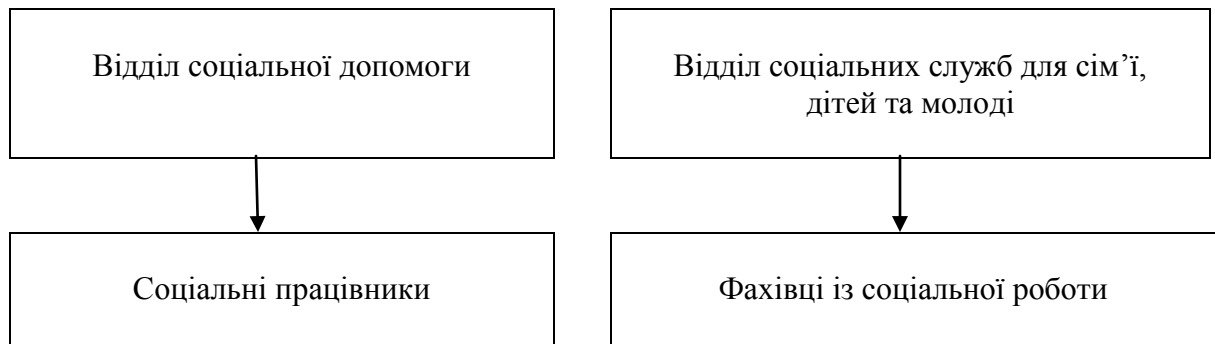 Відділ соціальної допомоги
Відділ соціальних служб для сім’ї,
дітей та молоді
Соціальні працівники
Фахівці із соціальної роботи